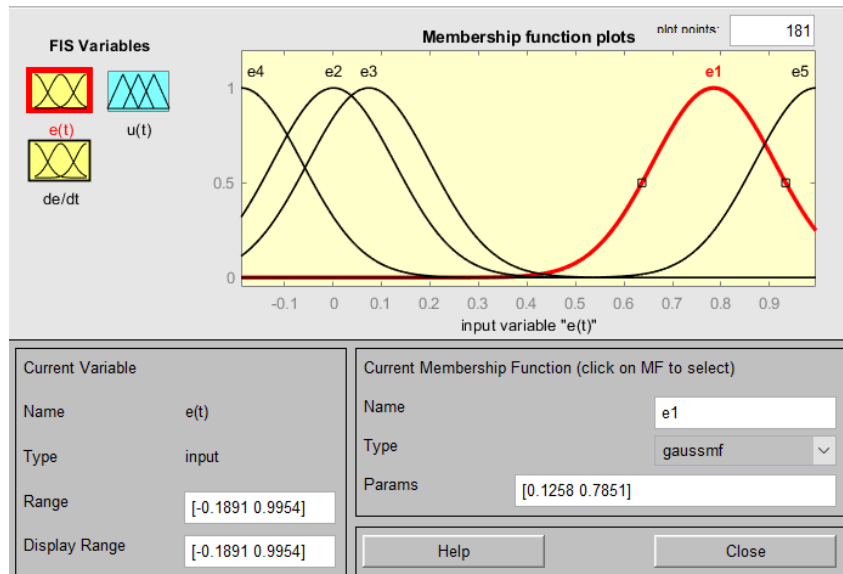 FIS Variables
e(t)
u(t)
de/dt
Membership function plots
plot points:
181
e4
e2
e3
e1
e5
1
0.5
0
-0.1 0 0.1 0.2 0.3 0.4 0.5 0.6 0.7 0.8 0.9
input variable "e(t)"
Current Variable
Name e(t)
Type input
Range [-0.1891 0.9954]
Display Range [-0.1891 0.9954]
Current Membership Function (click on MF to select)
Name e1
Type gaussmf
Params [0.1258 0.7851]
Help
Close